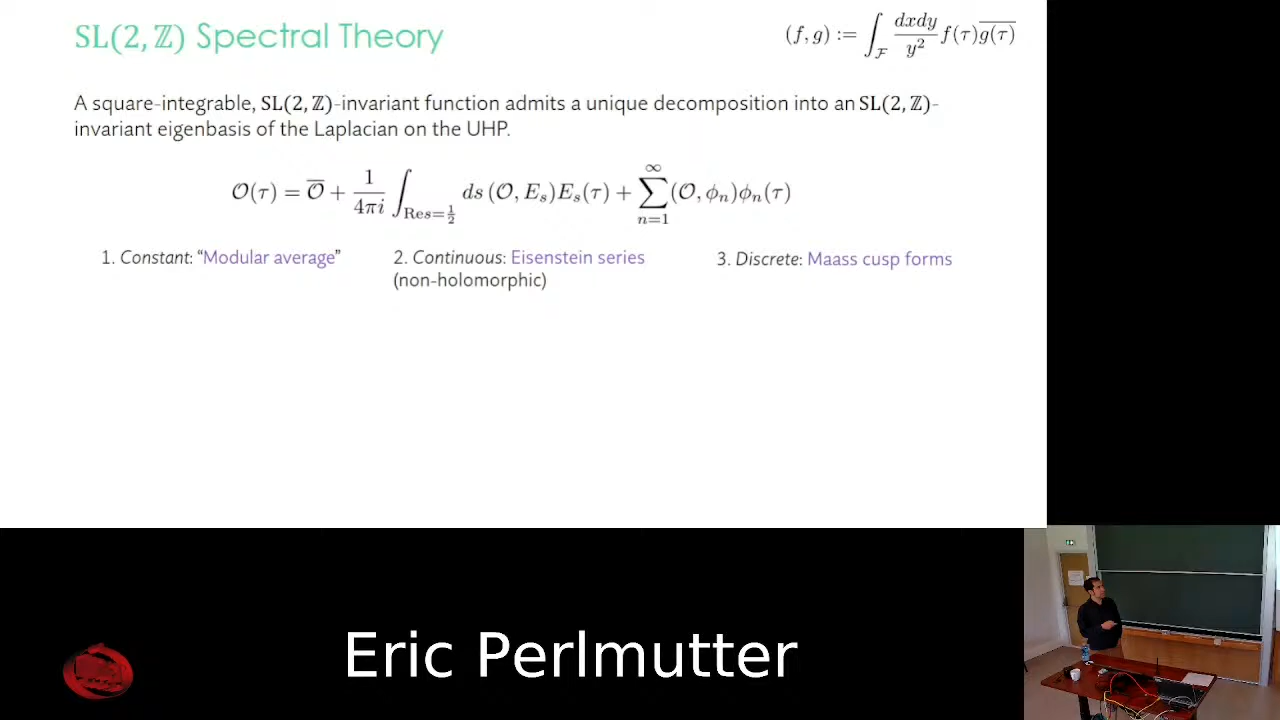 SL(2, ℤ) Spectral Theory
(f, g) := ∫_ℱ dxdy/y² f(τ)\overline{g(τ)}
A square-integrable, SL(2, ℤ)-invariant function admits a unique decomposition into an SL(2, ℤ)-
invariant eigenbasis of the Laplacian on the UHP.
𝒪(τ) = \overline{𝒪} + 1/4πi ∫_{Res=½} ds (𝒪, E_s)E_s(τ) + ∑_{n=1}^{∞} (𝒪, ϕ_n)ϕ_n(τ)
1. Constant: “Modular average”
2. Continuous: Eisenstein series
(non-holomorphic)
3. Discrete: Maass cusp forms
Eric Perlmutter